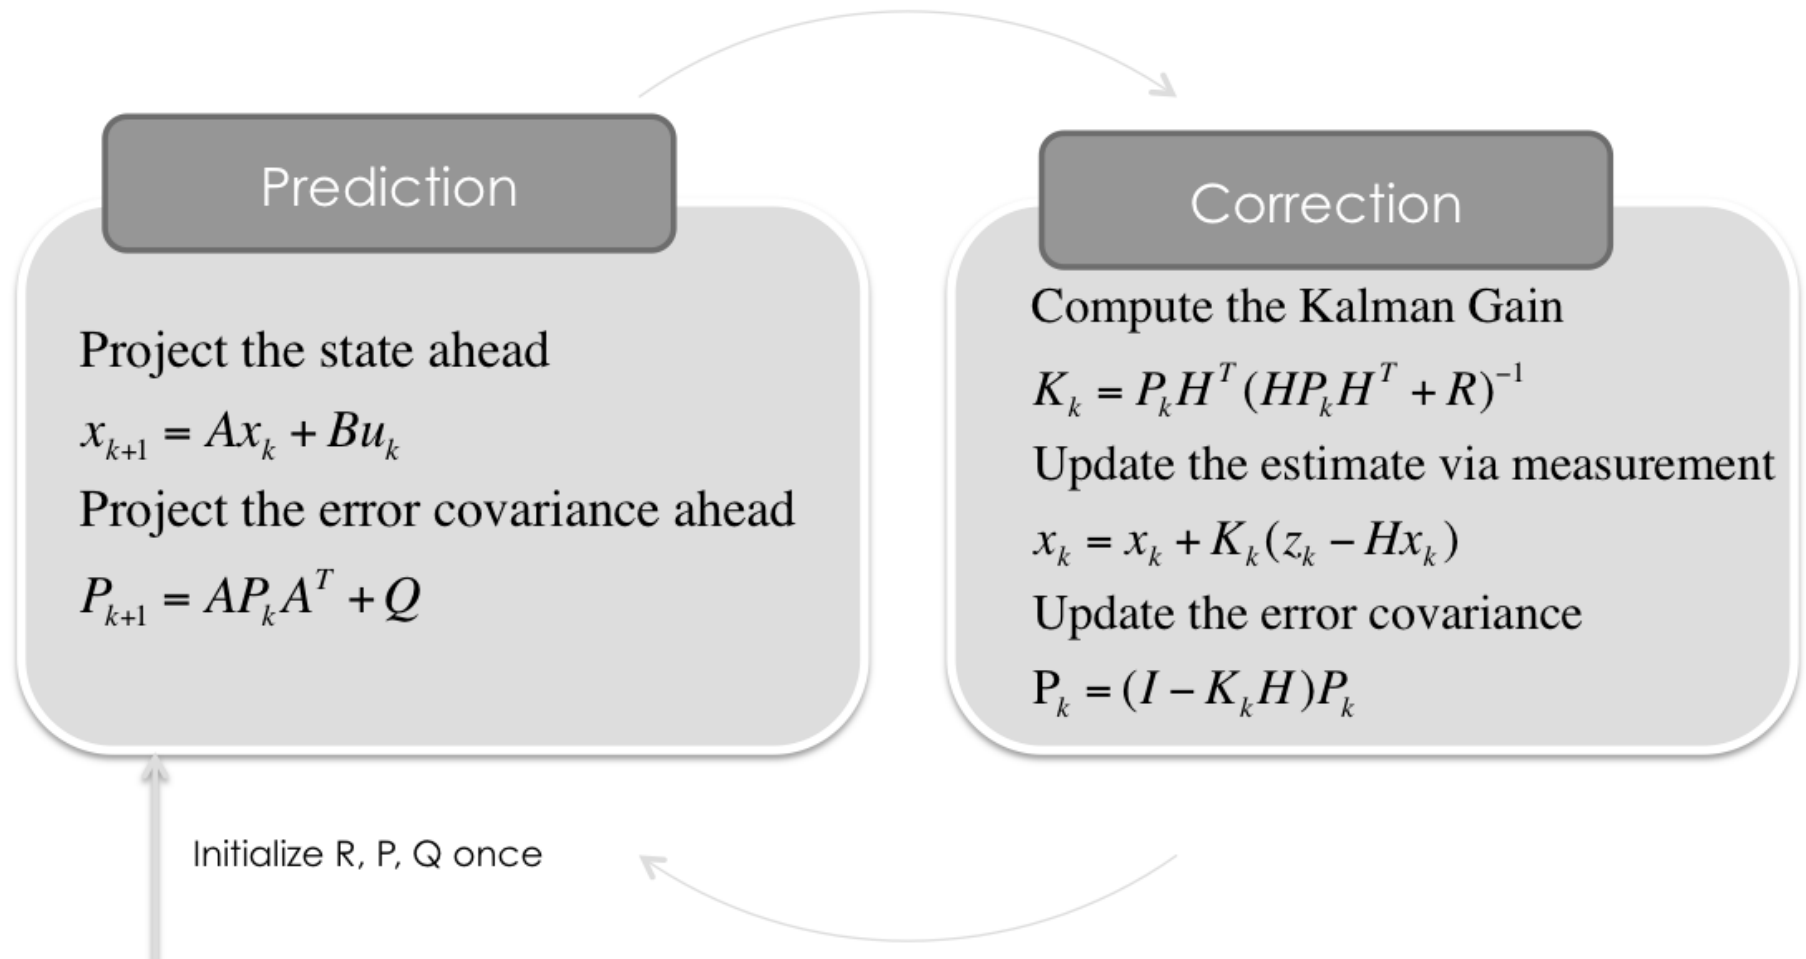 Prediction
Project the state ahead
x_{k+1} = Ax_k + Bu_k
Project the error covariance ahead
P_{k+1} = AP_kA^T + Q
Correction
Compute the Kalman Gain
K_k = P_kH^T(HP_kH^T + R)^{-1}
Update the estimate via measurement
x_k = x_k + K_k(z_k - Hx_k)
Update the error covariance
P_k = (I - K_kH)P_k
Initialize R, P, Q once